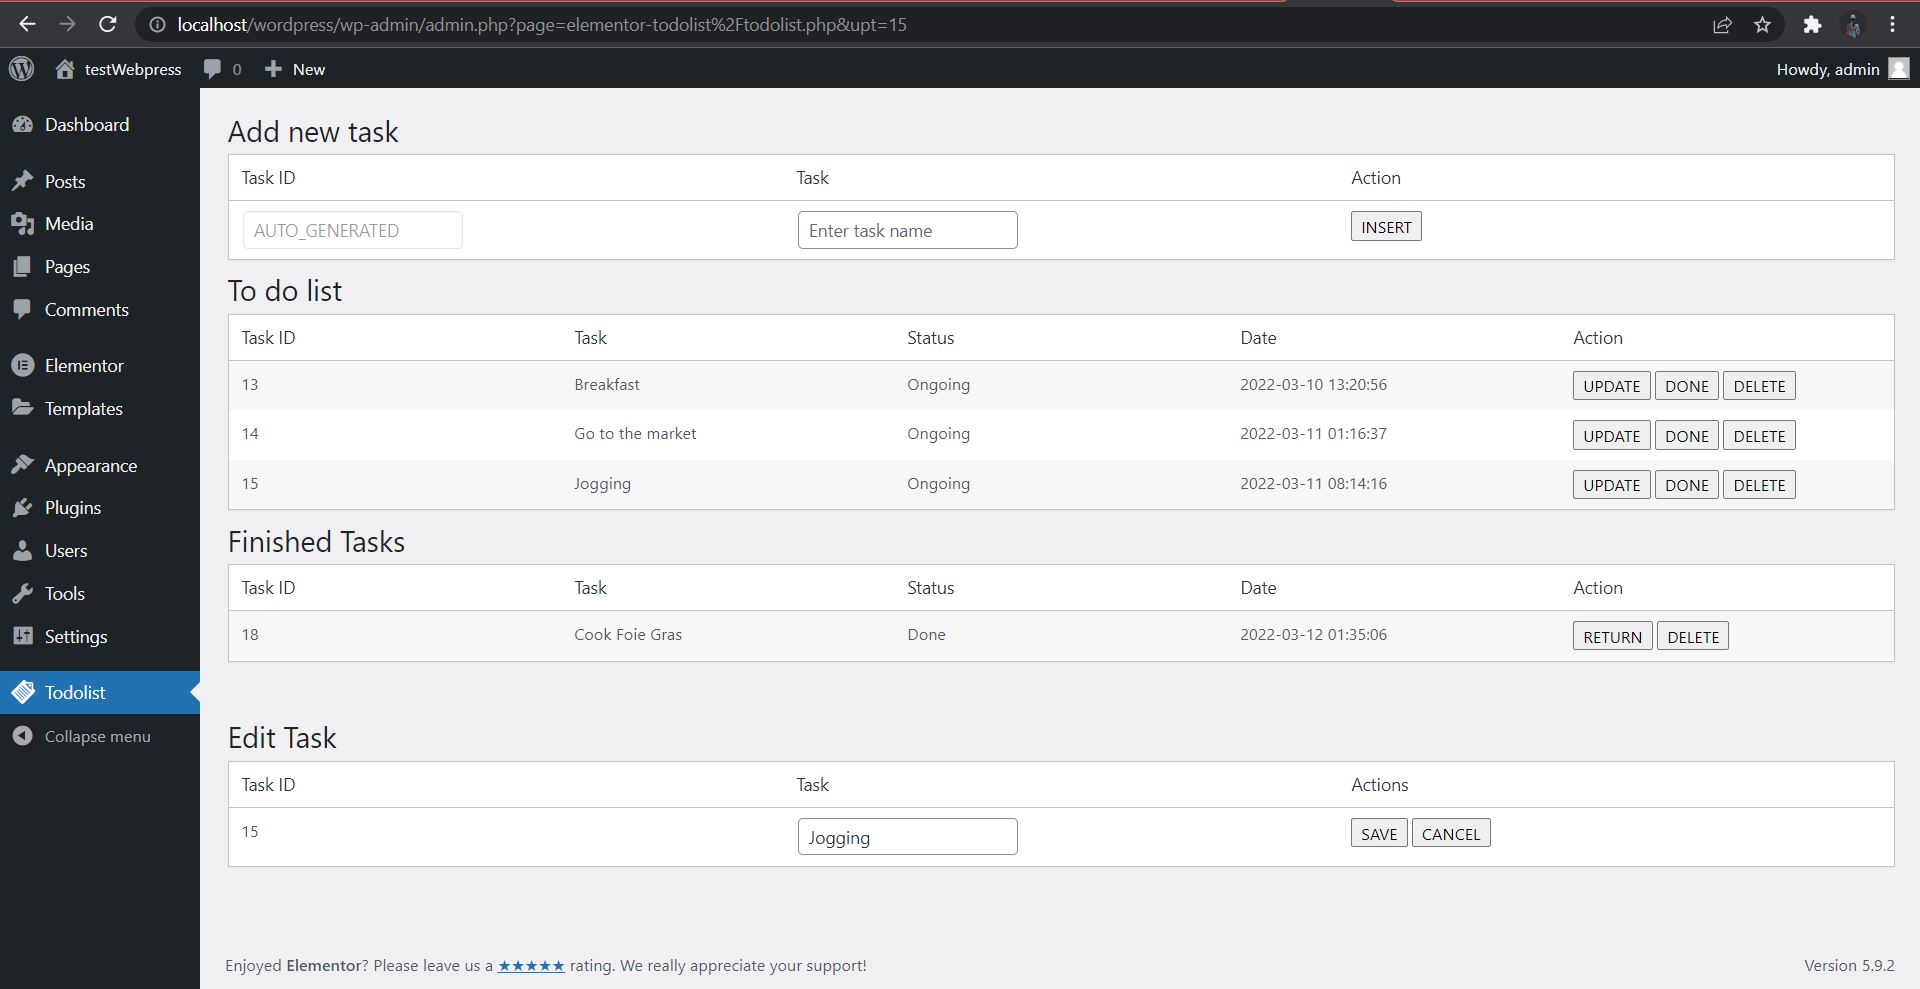 localhost/wordpress/wp-admin/admin.php?page=elementor-todolist%2Ftodolist.php&upt=15
testWebpress 0 New Howdy, admin
Dashboard
Posts
Media
Pages
Comments
Elementor
Templates
Appearance
Plugins
Users
Tools
Settings
Todolist
Collapse menu
Add new task
Task ID Task Action
AUTO_GENERATED Enter task name INSERT
To do list
Task ID Task Status Date Action
13 Breakfast Ongoing 2022-03-10 13:20:56 UPDATE DONE DELETE
14 Go to the market Ongoing 2022-03-11 01:16:37 UPDATE DONE DELETE
15 Jogging Ongoing 2022-03-11 08:14:16 UPDATE DONE DELETE
Finished Tasks
Task ID Task Status Date Action
18 Cook Foie Gras Done 2022-03-12 01:35:06 RETURN DELETE
Edit Task
Task ID Task Actions
15 Jogging SAVE CANCEL
Enjoyed Elementor? Please leave us a ★★★★★ rating. We really appreciate your support! Version 5.9.2